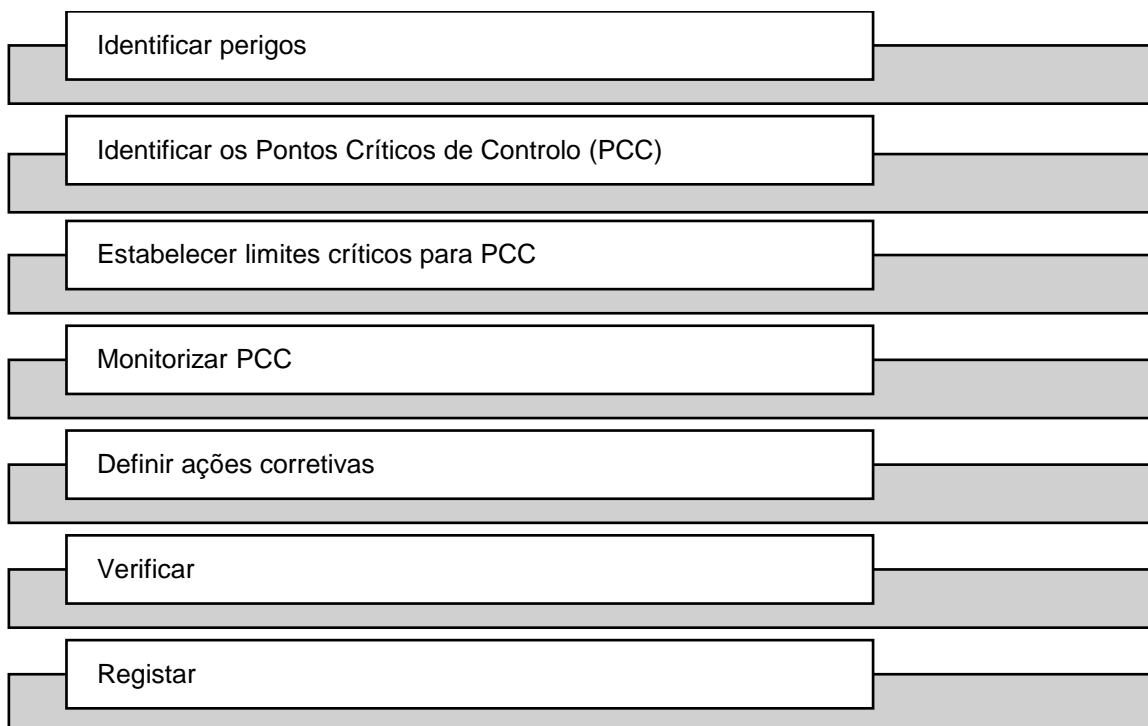 Identificar perigos
Identificar os Pontos Críticos de Controlo (PCC)
Estabelecer limites críticos para PCC
Monitorizar PCC
Definir ações corretivas
Verificar
Registar